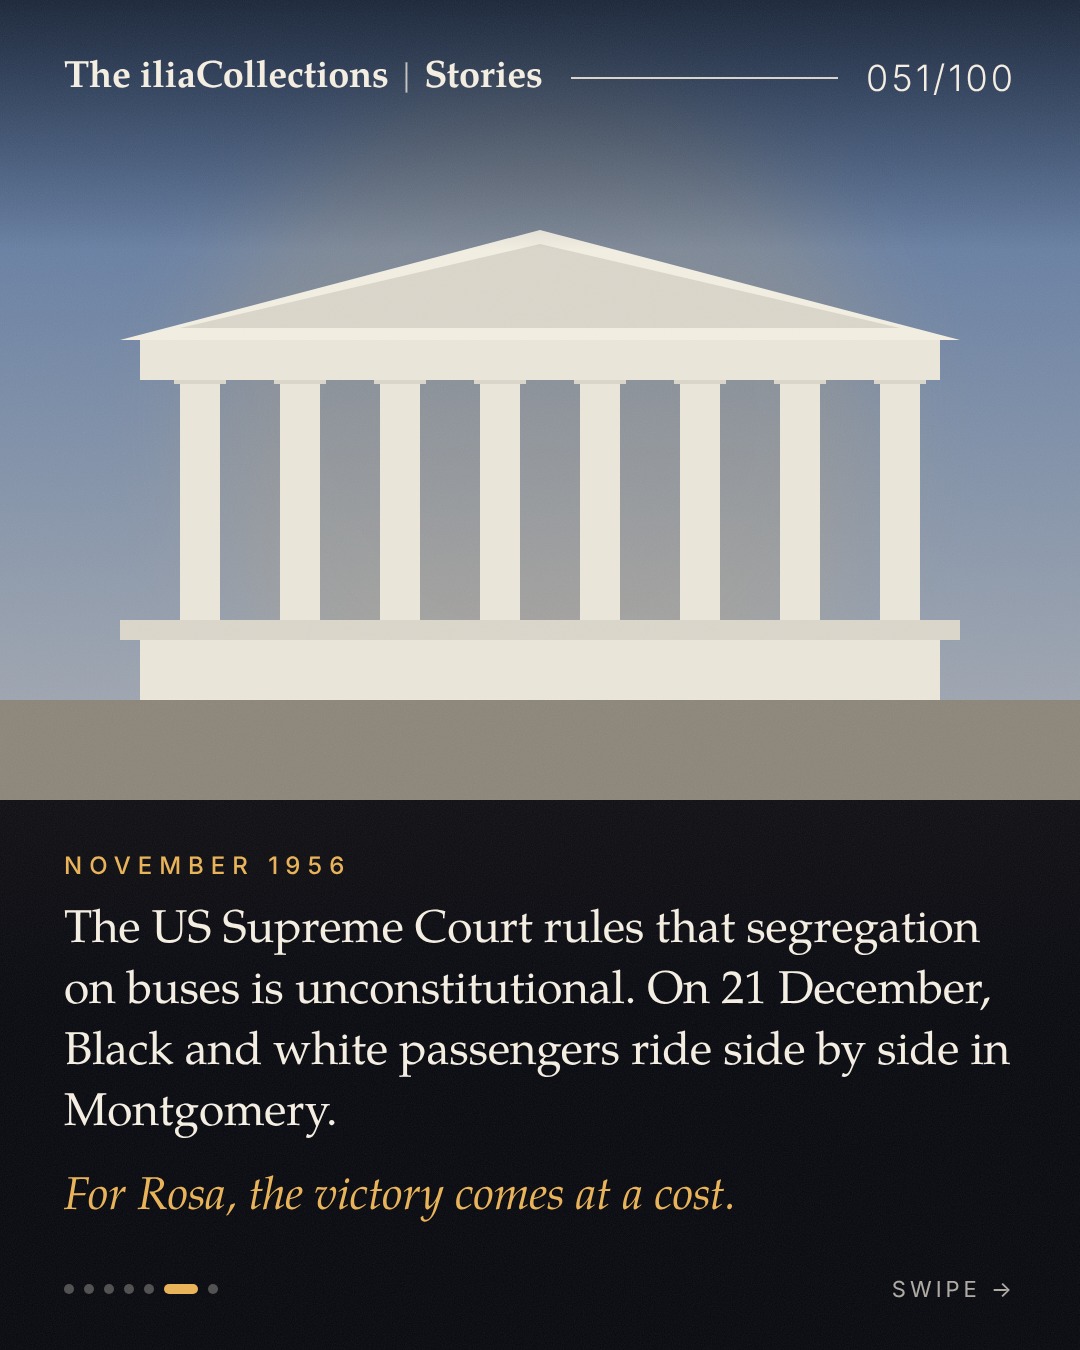 The iliaCollections | Stories
051/100
NOVEMBER 1956
The US Supreme Court rules that segregation
on buses is unconstitutional. On 21 December,
Black and white passengers ride side by side in
Montgomery.
For Rosa, the victory comes at a cost.
SWIPE →